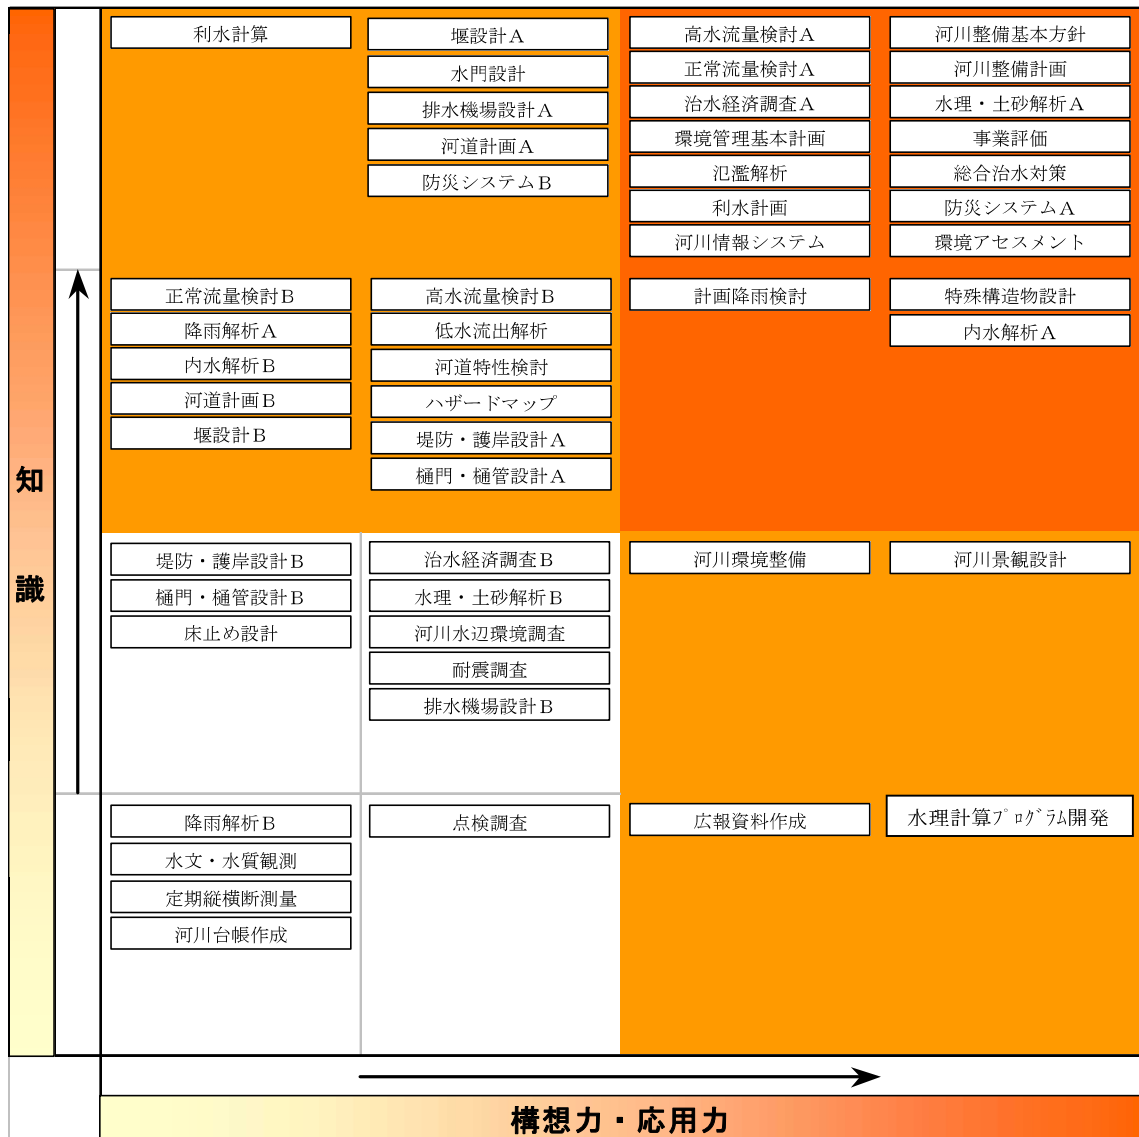 利水計算
堰設計A
水門設計
排水機場設計A
河道計画A
防災システムB
高水流量検討A
正常流量検討A
治水経済調査A
環境管理基本計画
氾濫解析
利水計画
河川情報システム
河川整備基本方針
河川整備計画
水理・土砂解析A
事業評価
総合治水対策
防災システムA
環境アセスメント
正常流量検討B
降雨解析A
内水解析B
河道計画B
堰設計B
高水流量検討B
低水流出解析
河道特性検討
ハザードマップ
堤防・護岸設計A
樋門・樋管設計A
計画降雨検討
特殊構造物設計
内水解析A
知
識
堤防・護岸設計B
樋門・樋管設計B
床止め設計
治水経済調査B
水理・土砂解析B
河川水辺環境調査
耐震調査
排水機場設計B
河川環境整備
河川景観設計
降雨解析B
水文・水質観測
定期縦横断測量
河川台帳作成
点検調査
広報資料作成
水理計算プログラム開発
構想力・応用力